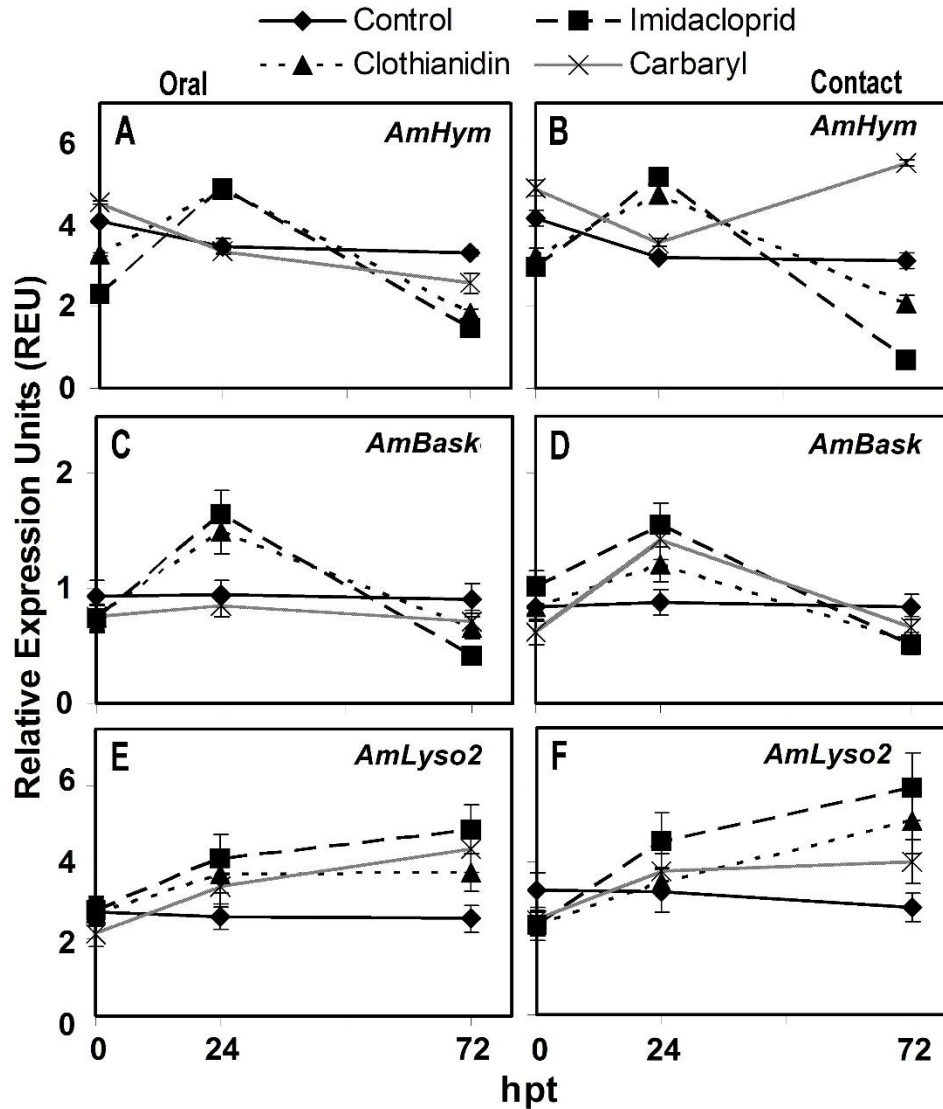 Control Imidacloprid
Clothianidin Carbaryl
Oral Contact
A AmHym B AmHym
6
4
2
0
C AmBask D AmBask
2
1
0
E AmLyso2 F AmLyso2
6
4
2
0
0 24 72 0 24 72
hpt
Relative Expression Units (REU)